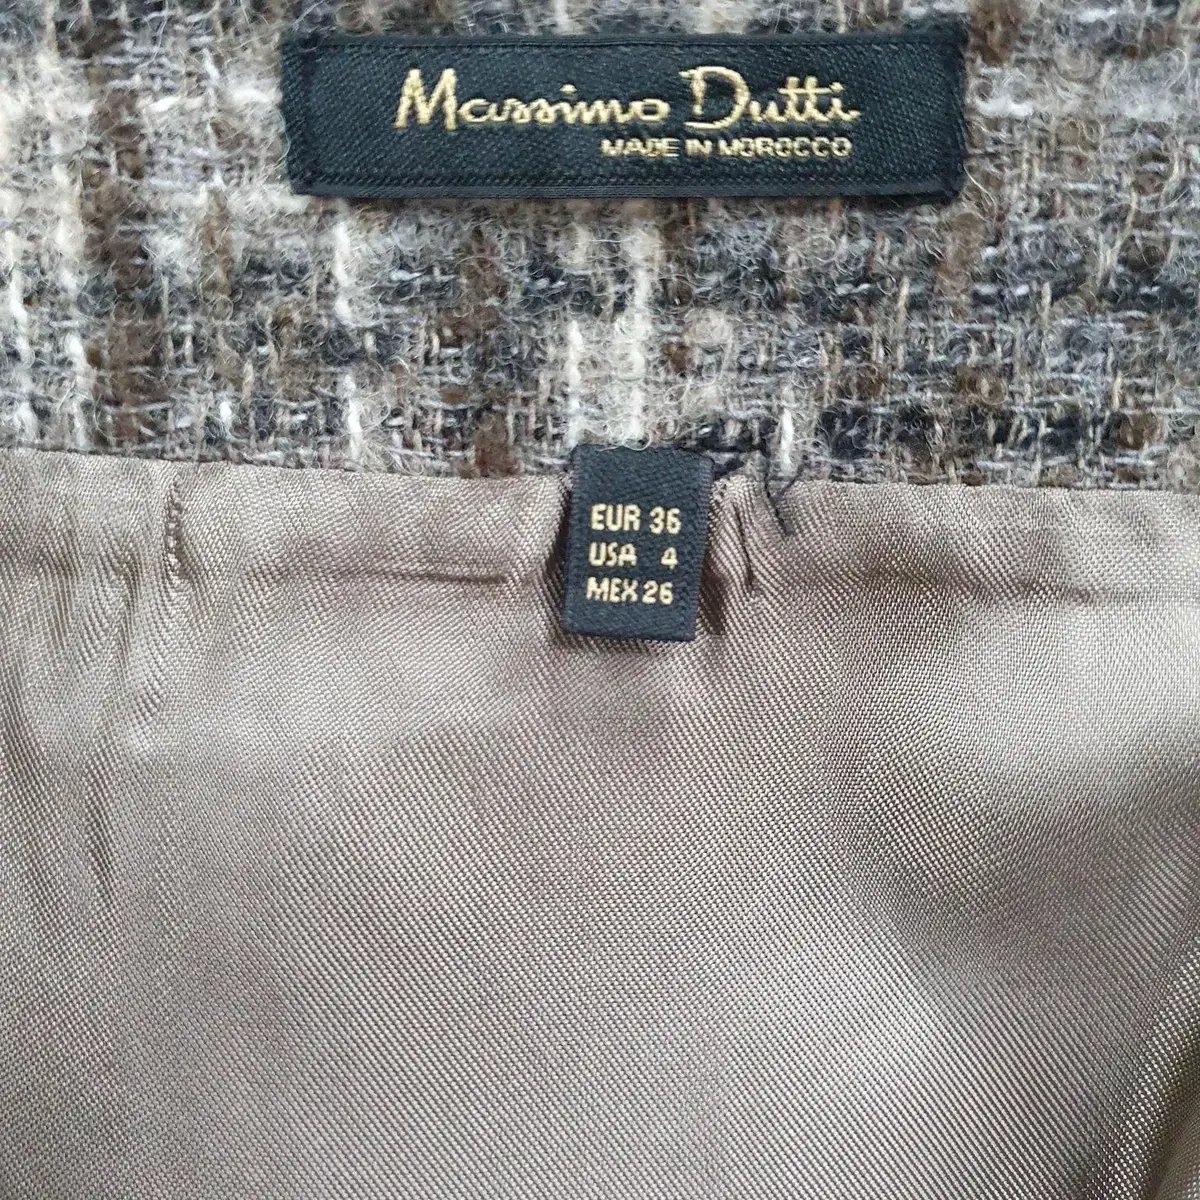 Massimo Dutti
MADE IN MOROCCO
EUR 36
USA 4
MEX 26